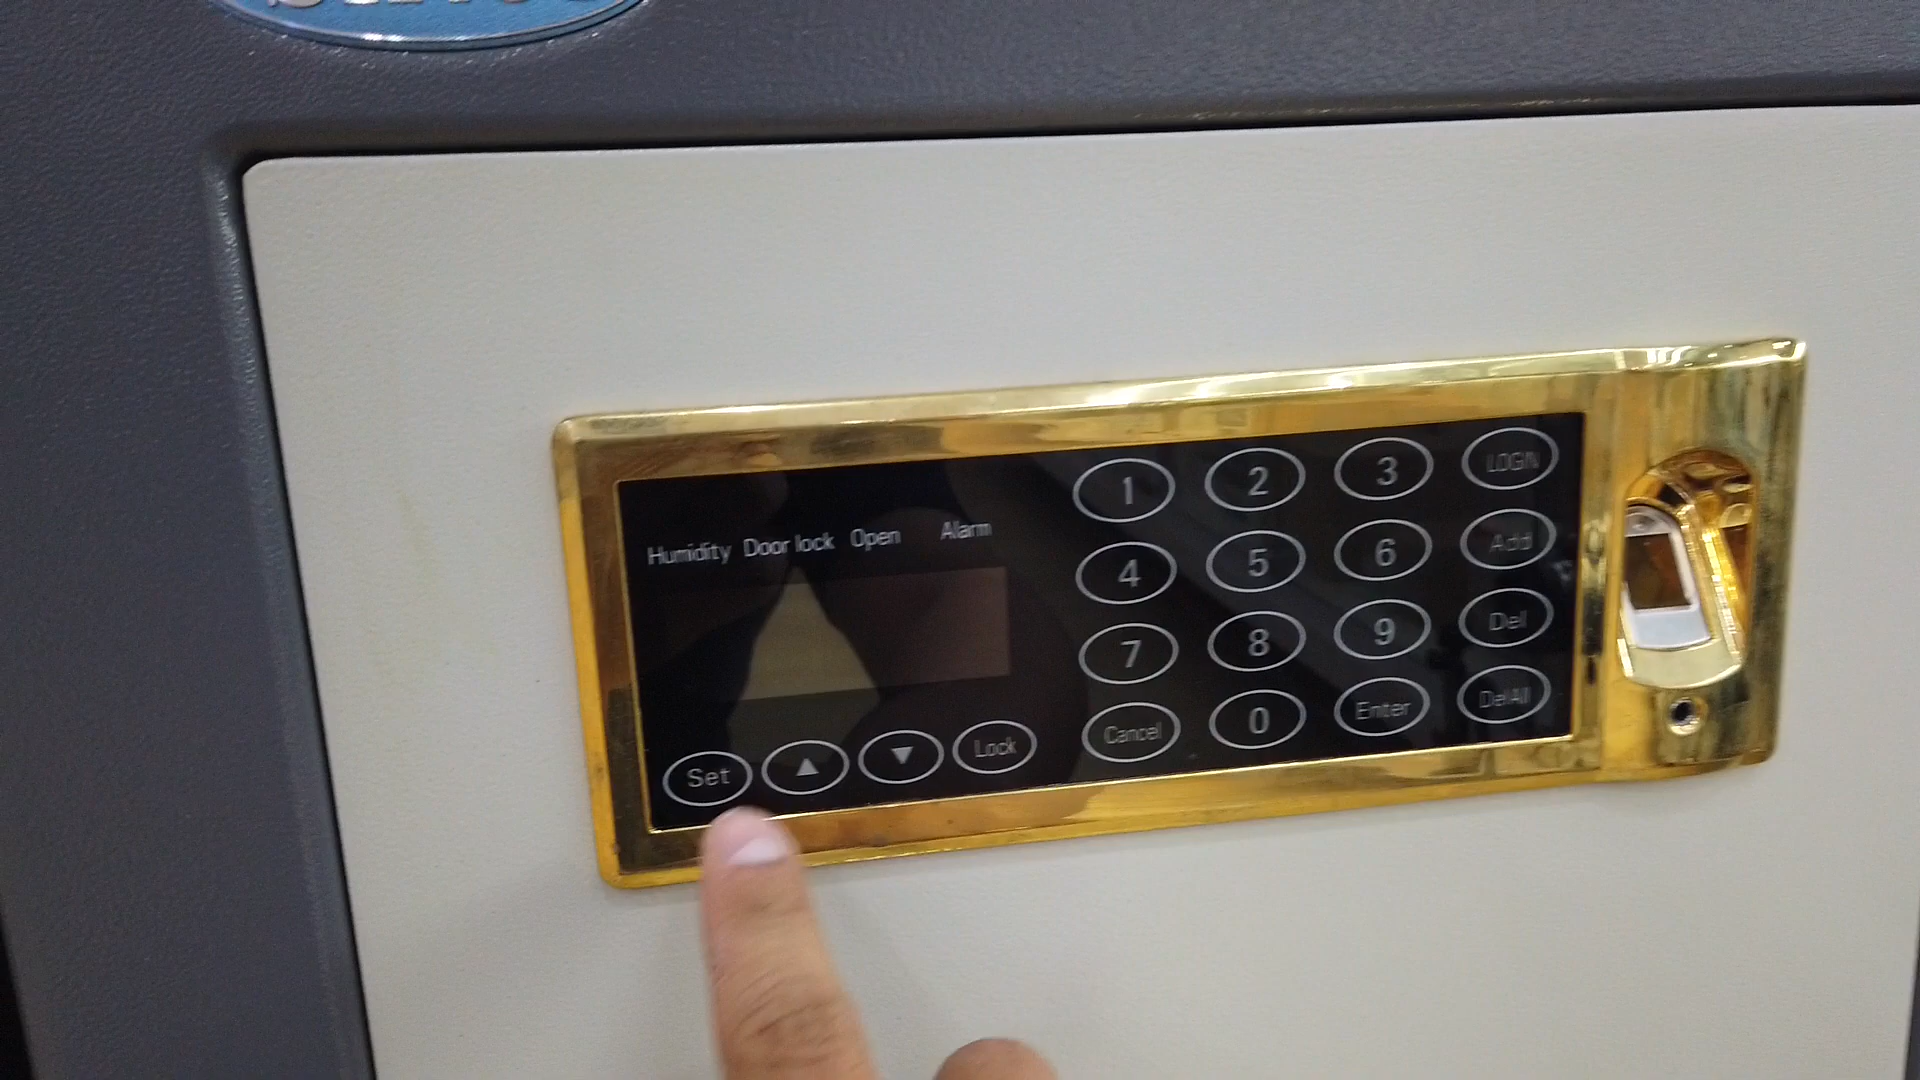 Humidity Door lock Open Alarm
Set ▲ ▼ Lock
1 2 3 LOGIN
4 5 6 Add
7 8 9 Del
Cancel 0 Enter DelAll